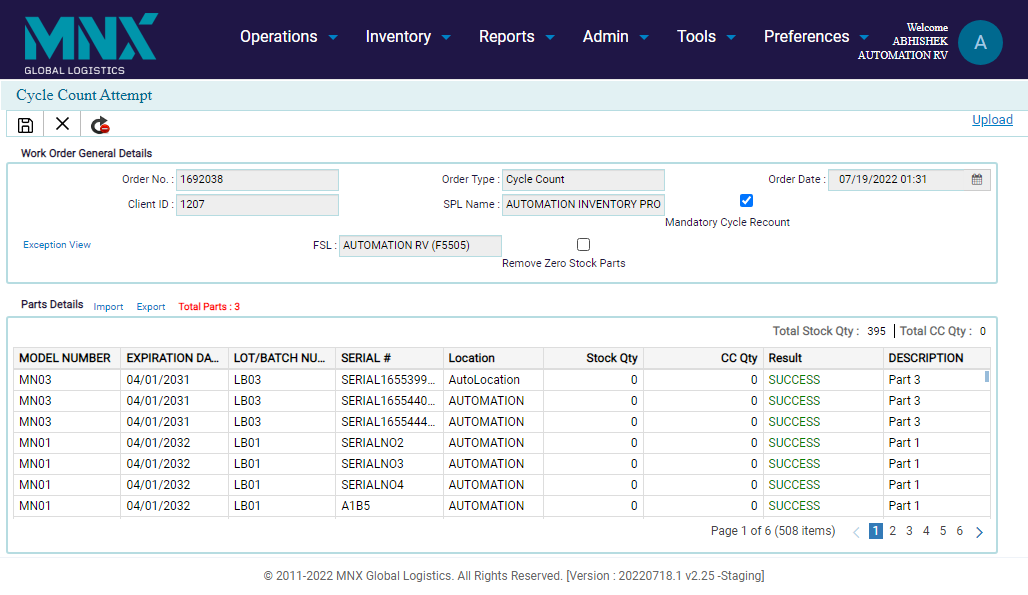 MNX
GLOBAL LOGISTICS
Operations Inventory Reports Admin Tools Preferences
Welcome
ABHISHEK
AUTOMATION RV
A
Cycle Count Attempt
Upload
Work Order General Details
Order No. : 1692038 Order Type : Cycle Count Order Date : 07/19/2022 01:31
Client ID : 1207 SPL Name : AUTOMATION INVENTORY PRO
Mandatory Cycle Recount
Exception View FSL : AUTOMATION RV (F5505)
Remove Zero Stock Parts
Parts Details Import Export Total Parts : 3
Total Stock Qty : 395 Total CC Qty : 0
MODEL NUMBER EXPIRATION DA... LOT/BATCH NU... SERIAL # Location Stock Qty CC Qty Result DESCRIPTION
MN03 04/01/2031 LB03 SERIAL1655399... AutoLocation 0 0 SUCCESS Part 3
MN03 04/01/2031 LB03 SERIAL1655440... AUTOMATION 0 0 SUCCESS Part 3
MN03 04/01/2031 LB03 SERIAL1655444... AUTOMATION 0 0 SUCCESS Part 3
MN01 04/01/2032 LB01 SERIALNO2 AUTOMATION 0 0 SUCCESS Part 1
MN01 04/01/2032 LB01 SERIALNO3 AUTOMATION 0 0 SUCCESS Part 1
MN01 04/01/2032 LB01 SERIALNO4 AUTOMATION 0 0 SUCCESS Part 1
MN01 04/01/2032 LB01 A1B5 AUTOMATION 0 0 SUCCESS Part 1
Page 1 of 6 (508 items) 1 2 3 4 5 6
© 2011-2022 MNX Global Logistics. All Rights Reserved. [Version : 20220718.1 v2.25 -Staging]